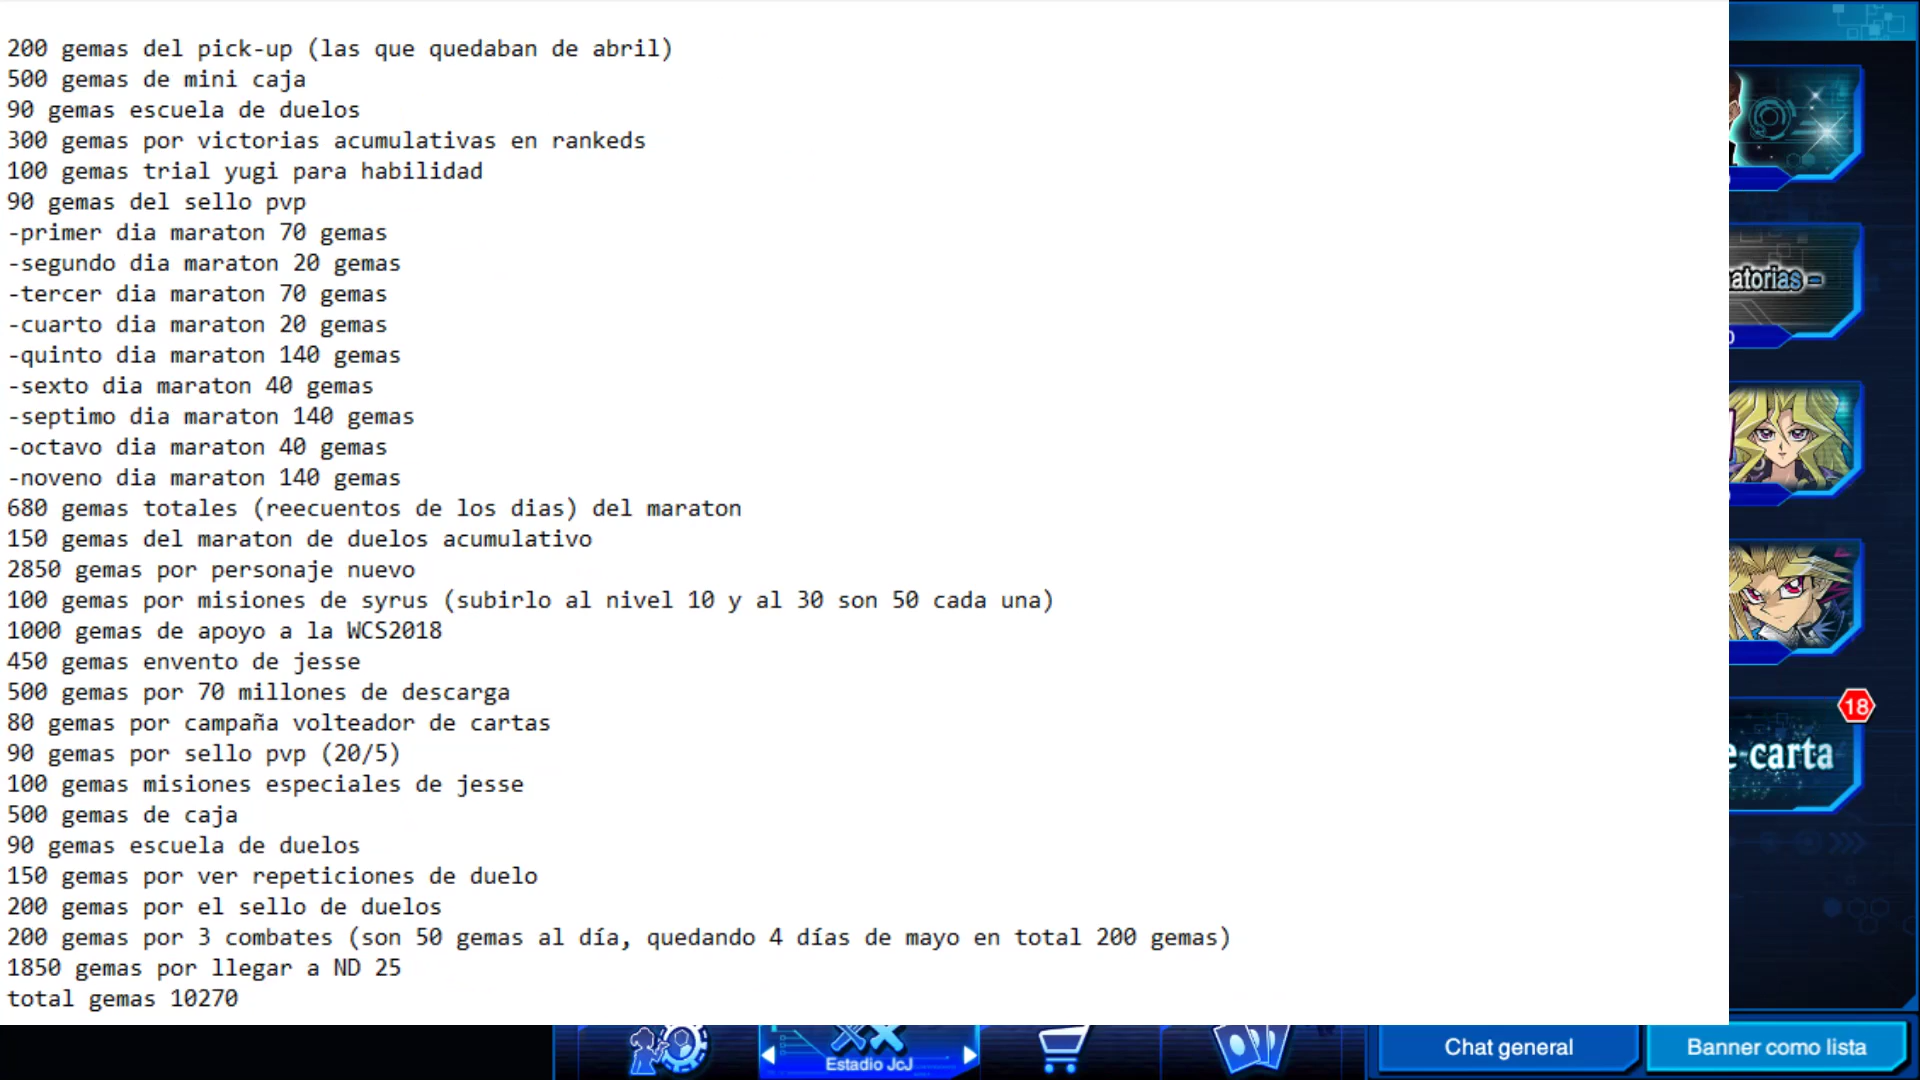 200 gemas del pick-up (las que quedaban de abril)
500 gemas de mini caja
90 gemas escuela de duelos
300 gemas por victorias acumulativas en rankeds
100 gemas trial yugi para habilidad
90 gemas del sello pvp
-primer dia maraton 70 gemas
-segundo dia maraton 20 gemas
-tercer dia maraton 70 gemas
-cuarto dia maraton 20 gemas
-quinto dia maraton 140 gemas
-sexto dia maraton 40 gemas
-septimo dia maraton 140 gemas
-octavo dia maraton 40 gemas
-noveno dia maraton 140 gemas
680 gemas totales (reecuentos de los dias) del maraton
150 gemas del maraton de duelos acumulativo
2850 gemas por personaje nuevo
100 gemas por misiones de syrus (subirlo al nivel 10 y al 30 son 50 cada una)
1000 gemas de apoyo a la WCS2018
450 gemas envento de jesse
500 gemas por 70 millones de descarga
80 gemas por campaña volteador de cartas
90 gemas por sello pvp (20/5)
100 gemas misiones especiales de jesse
500 gemas de caja
90 gemas escuela de duelos
150 gemas por ver repeticiones de duelo
200 gemas por el sello de duelos
200 gemas por 3 combates (son 50 gemas al día, quedando 4 días de mayo en total 200 gemas)
1850 gemas por llegar a ND 25
total gemas 10270
atorias -
18
e-carta
Estadio JcJ
Chat general
Banner como lista